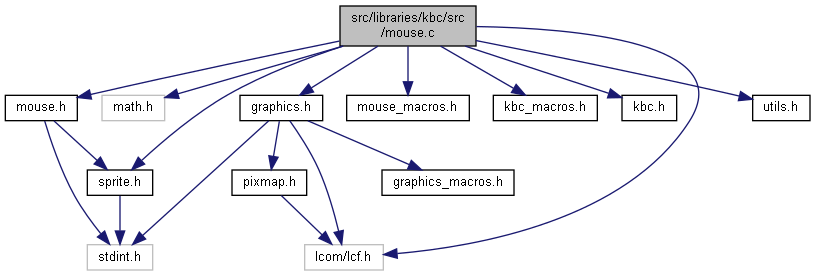 src/libraries/kbc/src
/mouse.c
mouse.h
math.h
graphics.h
mouse_macros.h
kbc_macros.h
kbc.h
utils.h
sprite.h
pixmap.h
graphics_macros.h
stdint.h
lcom/lcf.h